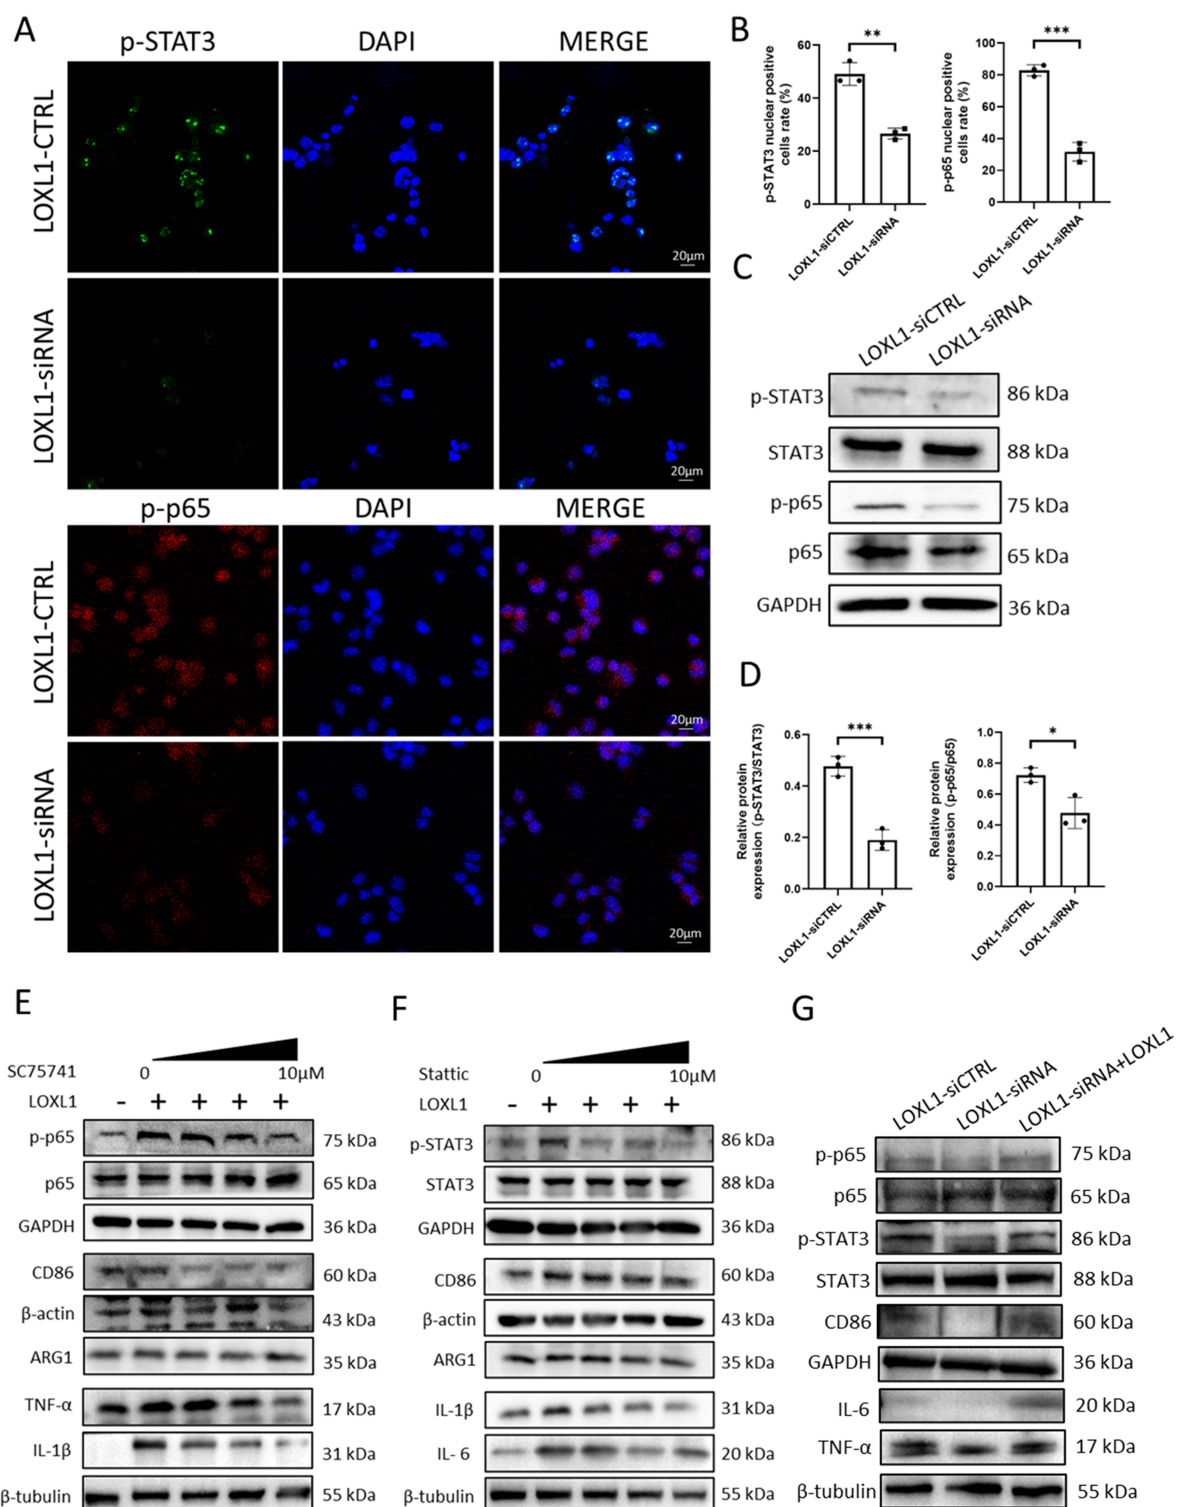 A
p-STAT3 DAPI MERGE
LOXL1-CTRL
20µm
LOXL1-siRNA
20µm
p-p65 DAPI MERGE
LOXL1-CTRL
20µm
LOXL1-siRNA
20µm
B
p-STAT3 nuclear positive
cells rate (%)
60
40
20
0
**
LOXL1-siCTRL
LOXL1-siRNA
p-p65 nuclear positive
cells rate (%)
100
80
60
40
20
0
***
LOXL1-siCTRL
LOXL1-siRNA
C
LOXL1-siCTRL
LOXL1-siRNA
p-STAT3 86 kDa
STAT3 88 kDa
p-p65 75 kDa
p65 65 kDa
GAPDH 36 kDa
D
Relative protein
expression (p-STAT3/STAT3)
0.6
0.4
0.2
0.0
***
LOXL1-siCTRL
LOXL1-siRNA
Relative protein
expression (p-p65/p65)
1.0
0.8
0.6
0.4
0.2
0.0
*
LOXL1-siCTRL
LOXL1-siRNA
E
SC75741 0 10µM
LOXL1 - + + + +
p-p65 75 kDa
p65 65 kDa
GAPDH 36 kDa
CD86 60 kDa
β-actin 43 kDa
ARG1 35 kDa
TNF-α 17 kDa
IL-1β 31 kDa
β-tubulin 55 kDa
F
Stattic 0 10µM
LOXL1 - + + + +
p-STAT3 86 kDa
STAT3 88 kDa
GAPDH 36 kDa
CD86 60 kDa
β-actin 43 kDa
ARG1 35 kDa
IL-1β 31 kDa
IL- 6 20 kDa
β-tubulin 55 kDa
G
LOXL1-siCTRL
LOXL1-siRNA
LOXL1-siRNA+LOXL1
p-p65 75 kDa
p65 65 kDa
p-STAT3 86 kDa
STAT3 88 kDa
CD86 60 kDa
GAPDH 36 kDa
IL-6 20 kDa
TNF-α 17 kDa
β-tubulin 55 kDa